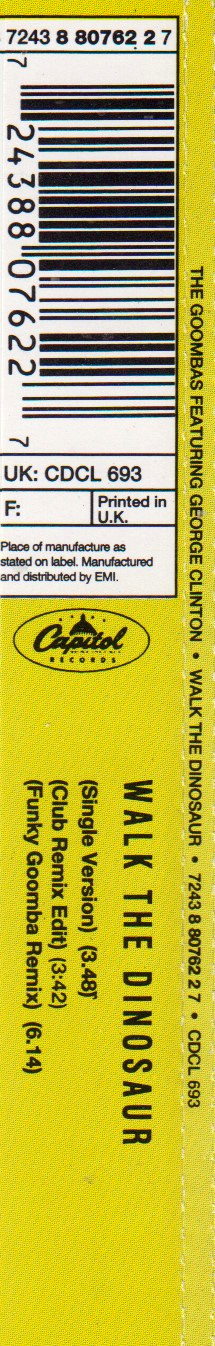 7243 8 80762 2 7
7 24388 07622 7
UK: CDCL 693
F:
Printed in
U.K.
Place of manufacture as
stated on label. Manufactured
and distributed by EMI.
Capitol
RECORDS
WALK THE DINOSAUR
(Single Version) (3.48)
(Club Remix Edit) (3:42)
(Funky Goomba Remix) (6.14)
THE GOOMBAS FEATURING GEORGE CLINTON • WALK THE DINOSAUR • 7243 8 80762 2 7 • CDCL 693